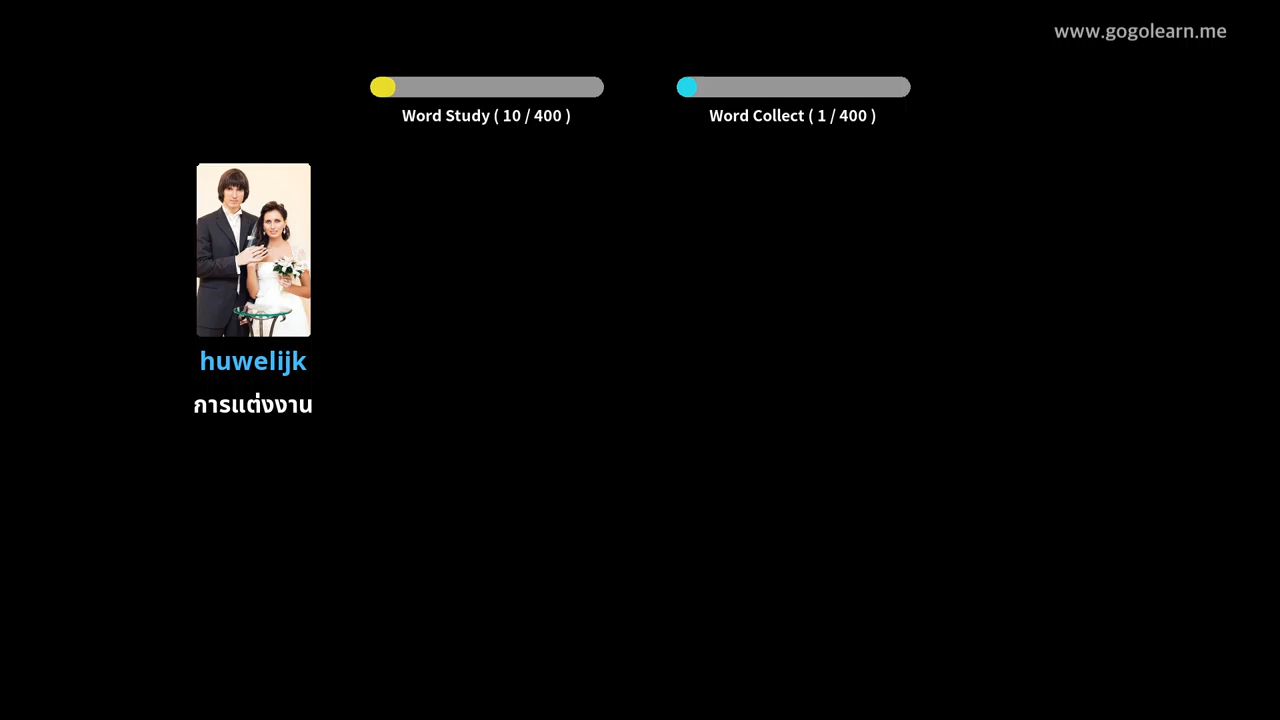 www.gogolearn.me
Word Study ( 10 / 400 )
Word Collect ( 1 / 400 )
huwelijk
การแต่งงาน